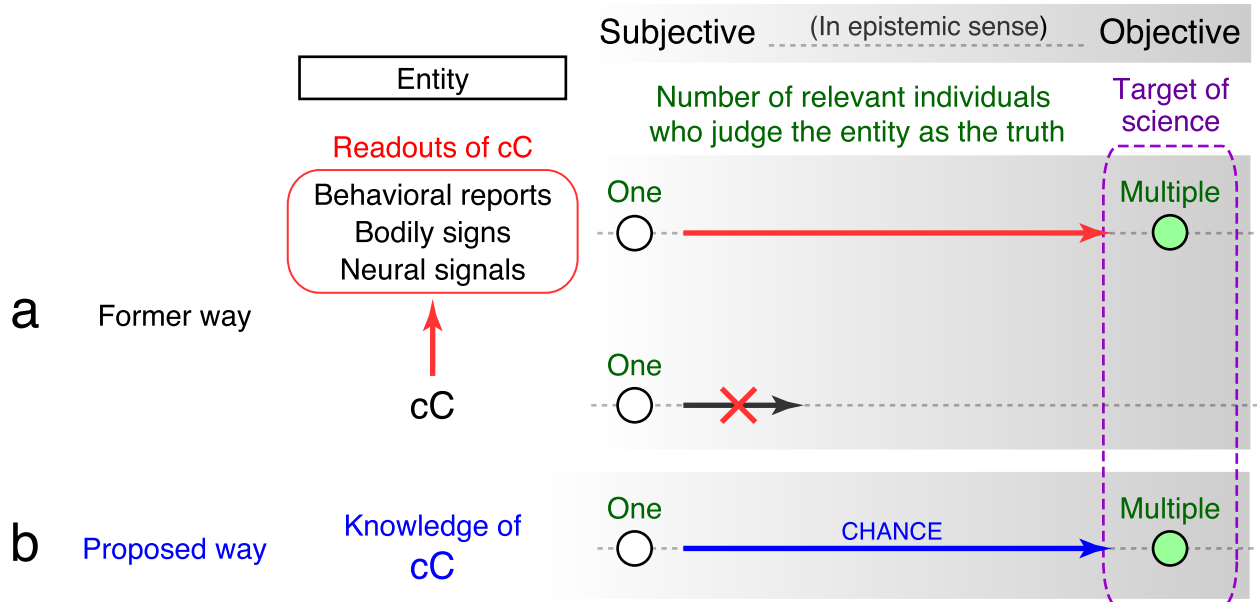 Subjective
(In epistemic sense)
Objective
Entity
Number of relevant individuals
who judge the entity as the truth
Target of
science
Readouts of cC
Behavioral reports
Bodily signs
Neural signals
One
Multiple
a
Former way
One
cC
b
Proposed way
Knowledge of
cC
One
CHANCE
Multiple